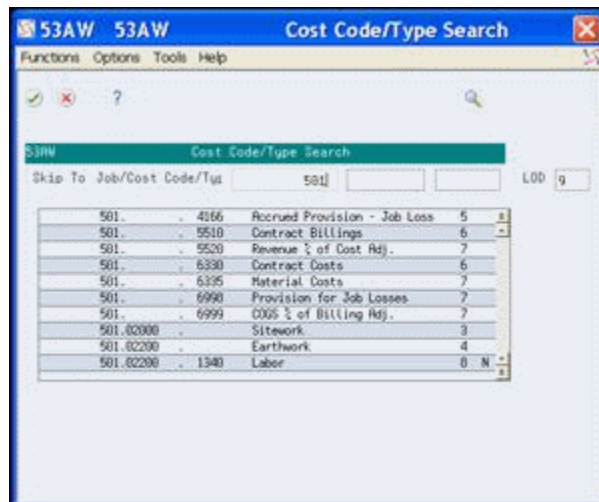 53AW 53AW Cost Code/Type Search
Functions Options Tools Help
?
53AW Cost Code/Type Search
Skip To Job/Cost Code/Typ 501 LOD 9
501. . 4166 Accrued Provision - Job Loss 5
501. . 5510 Contract Billings 6
501. . 5520 Revenue % of Cost Adj. 7
501. . 6330 Contract Costs 6
501. . 6335 Material Costs 7
501. . 6990 Provision for Job Losses 7
501. . 6999 COGS % of Billing Adj. 7
501.02000 . Sitework 3
501.02200 . Earthwork 4
501.02200 . 1340 Labor 8 N